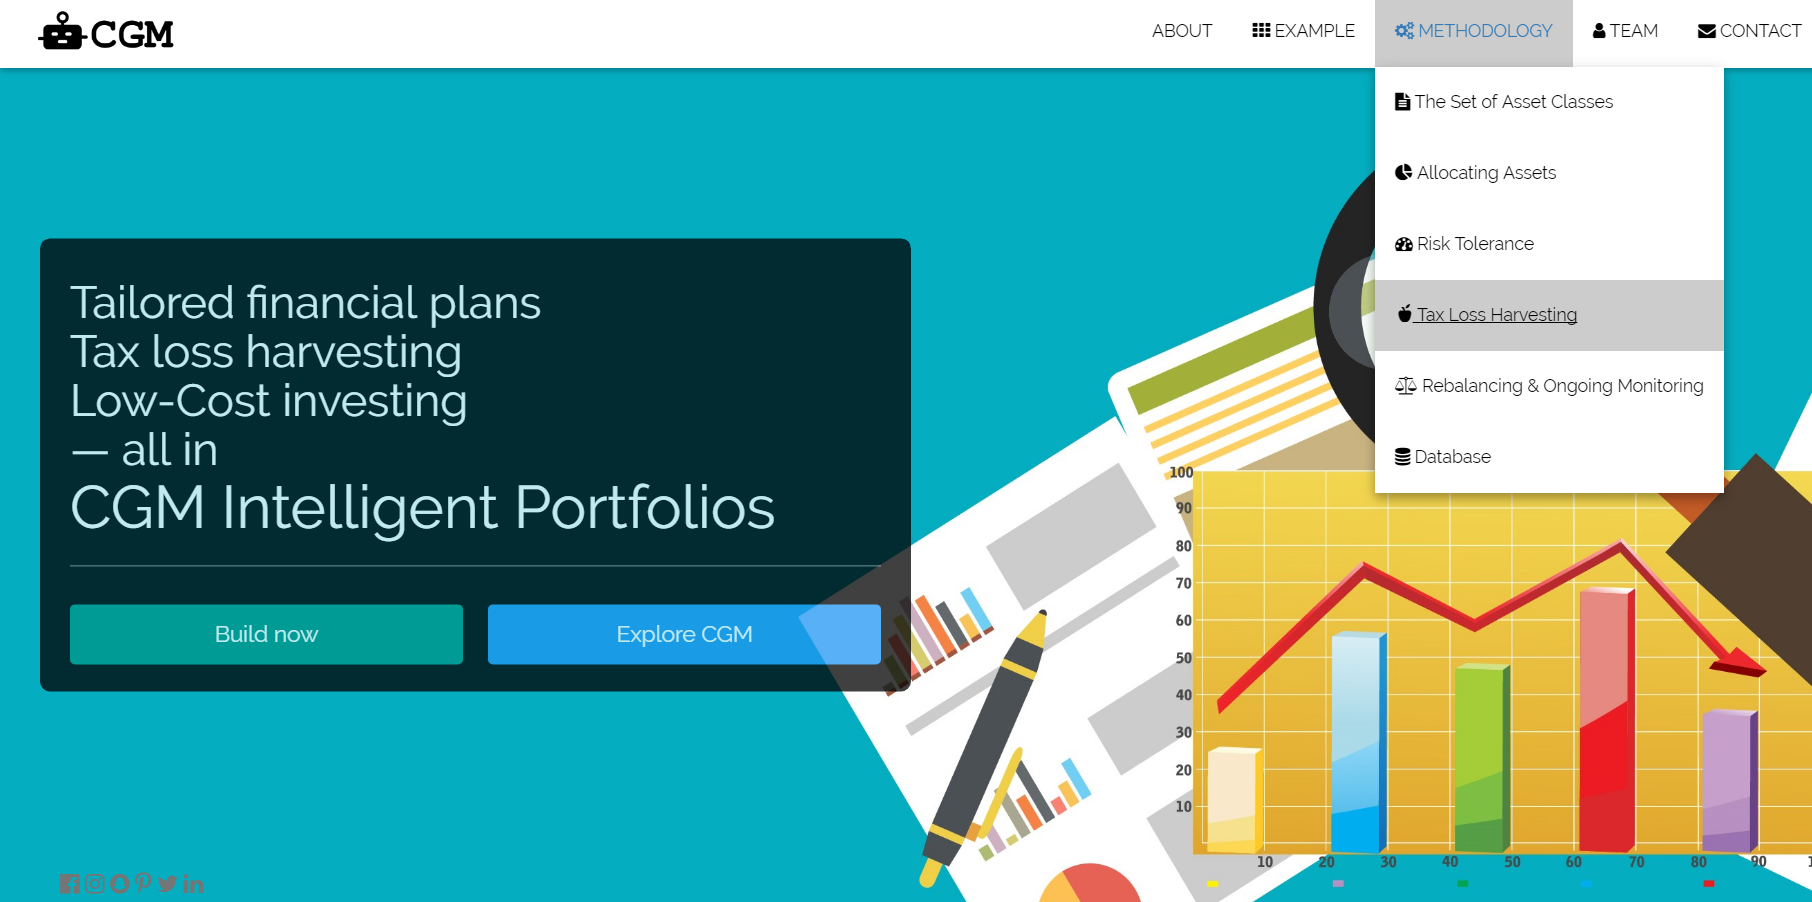 CGM
ABOUT
EXAMPLE
METHODOLOGY
TEAM
CONTACT
The Set of Asset Classes
Allocating Assets
Risk Tolerance
Tax Loss Harvesting
Rebalancing & Ongoing Monitoring
Database
Tailored financial plans
Tax loss harvesting
Low-Cost investing
— all in
CGM Intelligent Portfolios
Build now
Explore CGM
100
90
80
70
60
50
40
30
20
10
10 20 30 40 50 60 70 80 90